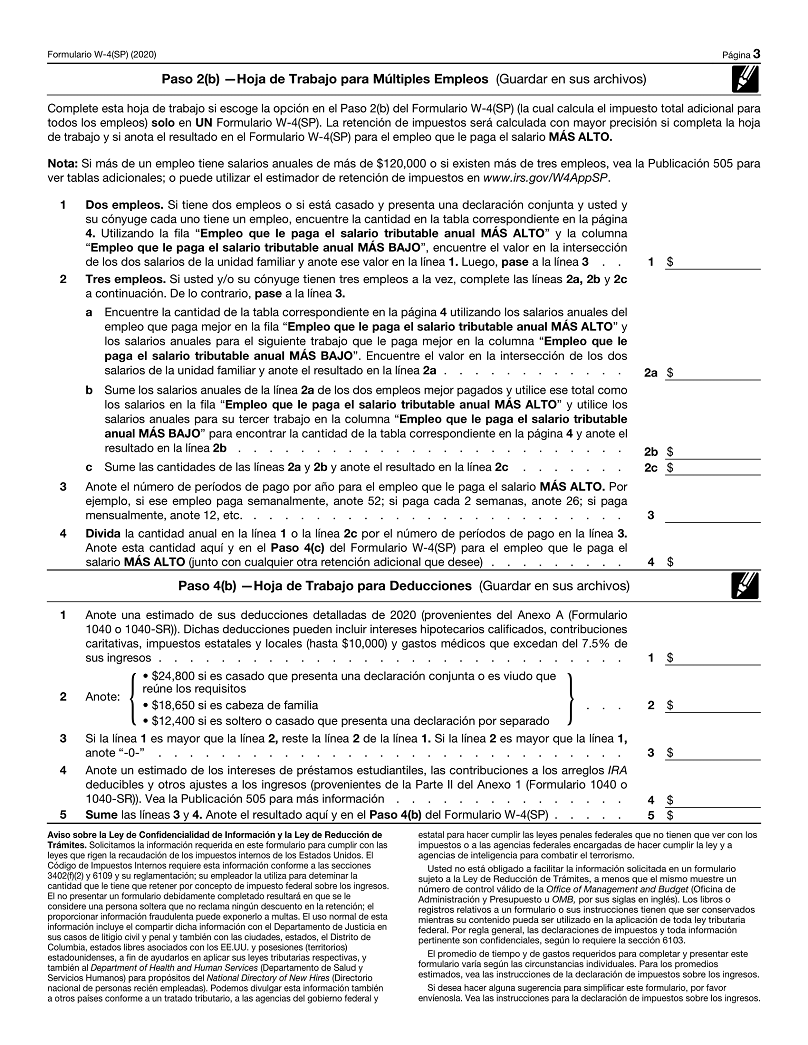 Formulario W-4(SP) (2020)
Página 3
Paso 2(b) —Hoja de Trabajo para Múltiples Empleos (Guardar en sus archivos)
Complete esta hoja de trabajo si escoge la opción en el Paso 2(b) del Formulario W-4(SP) (la cual calcula el impuesto total adicional para
todos los empleos) solo en UN Formulario W-4(SP). La retención de impuestos será calculada con mayor precisión si completa la hoja
de trabajo y si anota el resultado en el Formulario W-4(SP) para el empleo que le paga el salario MÁS ALTO.
Nota: Si más de un empleo tiene salarios anuales de más de $120,000 o si existen más de tres empleos, vea la Publicación 505 para
ver tablas adicionales; o puede utilizar el estimador de retención de impuestos en www.irs.gov/W4AppSP.
1 Dos empleos. Si tiene dos empleos o si está casado y presenta una declaración conjunta y usted y
su cónyuge cada uno tiene un empleo, encuentre la cantidad en la tabla correspondiente en la página
4. Utilizando la fila “Empleo que le paga el salario tributable anual MÁS ALTO” y la columna
“Empleo que le paga el salario tributable anual MÁS BAJO”, encuentre el valor en la intersección
de los dos salarios de la unidad familiar y anote ese valor en la línea 1. Luego, pase a la línea 3 . . 1 $
2 Tres empleos. Si usted y/o su cónyuge tienen tres empleos a la vez, complete las líneas 2a, 2b y 2c
a continuación. De lo contrario, pase a la línea 3.
a Encuentre la cantidad de la tabla correspondiente en la página 4 utilizando los salarios anuales del
empleo que paga mejor en la fila “Empleo que le paga el salario tributable anual MÁS ALTO” y
los salarios anuales para el siguiente trabajo que le paga mejor en la columna “Empleo que le
paga el salario tributable anual MÁS BAJO”. Encuentre el valor en la intersección de los dos
salarios de la unidad familiar y anote el resultado en la línea 2a . . . . . . . . . . . . 2a $
b Sume los salarios anuales de la línea 2a de los dos empleos mejor pagados y utilice ese total como
los salarios en la fila “Empleo que le paga el salario tributable anual MÁS ALTO” y utilice los
salarios anuales para su tercer trabajo en la columna “Empleo que le paga el salario tributable
anual MÁS BAJO” para encontrar la cantidad de la tabla correspondiente en la página 4 y anote el
resultado en la línea 2b . . . . . . . . . . . . . . . . . . . . . . . . 2b $
c Sume las cantidades de las líneas 2a y 2b y anote el resultado en la línea 2c . . . . . . . 2c $
3 Anote el número de períodos de pago por año para el empleo que le paga el salario MÁS ALTO. Por
ejemplo, si ese empleo paga semanalmente, anote 52; si paga cada 2 semanas, anote 26; si paga
mensualmente, anote 12, etc. . . . . . . . . . . . . . . . . . . . . . . . 3
4 Divida la cantidad anual en la línea 1 o la línea 2c por el número de períodos de pago en la línea 3.
Anote esta cantidad aquí y en el Paso 4(c) del Formulario W-4(SP) para el empleo que le paga el
salario MÁS ALTO (junto con cualquier otra retención adicional que desee) . . . . . . . . . 4 $
Paso 4(b) —Hoja de Trabajo para Deducciones (Guardar en sus archivos)
1 Anote una estimado de sus deducciones detalladas de 2020 (provenientes del Anexo A (Formulario
1040 o 1040-SR)). Dichas deducciones pueden incluir intereses hipotecarios calificados, contribuciones
caritativas, impuestos estatales y locales (hasta $10,000) y gastos médicos que excedan del 7.5% de
sus ingresos . . . . . . . . . . . . . . . . . . . . . . . . . . . . . 1 $
• $24,800 si es casado que presenta una declaración conjunta o es viudo que
reúne los requisitos
2 Anote: • $18,650 si es cabeza de familia . . . 2 $
• $12,400 si es soltero o casado que presenta una declaración por separado
3 Si la línea 1 es mayor que la línea 2, reste la línea 2 de la línea 1. Si la línea 2 es mayor que la línea 1,
anote “-0-” . . . . . . . . . . . . . . . . . . . . . . . . . . . . . 3 $
4 Anote un estimado de los intereses de préstamos estudiantiles, las contribuciones a los arreglos IRA
deducibles y otros ajustes a los ingresos (provenientes de la Parte II del Anexo 1 (Formulario 1040 o
1040-SR)). Vea la Publicación 505 para más información . . . . . . . . . . . . . . . 4 $
5 Sume las líneas 3 y 4. Anote el resultado aquí y en el Paso 4(b) del Formulario W-4(SP) . . . . . 5 $
Aviso sobre la Ley de Confidencialidad de Información y la Ley de Reducción de
Trámites. Solicitamos la información requerida en este formulario para cumplir con las
leyes que rigen la recaudación de los impuestos internos de los Estados Unidos. El
Código de Impuestos Internos requiere esta información conforme a las secciones
3402(f)(2) y 6109 y su reglamentación; su empleador la utiliza para deteminar la
cantidad que le tiene que retener por concepto de impuesto federal sobre los ingresos.
El no presentar un formulario debidamente completado resultará en que se le
considere una persona soltera que no reclama ningún descuento en la retención; el
proporcionar información fraudulenta puede exponerlo a multas. El uso normal de esta
información incluye el compartir dicha información con el Departamento de Justicia en
sus casos de litigio civil y penal y también con las ciudades, estados, el Distrito de
Columbia, estados libres asociados con los EE.UU. y posesiones (territorios)
estadounidenses, a fin de ayudarlos en aplicar sus leyes tributarias respectivas, y
también al Department of Health and Human Services (Departamento de Salud y
Servicios Humanos) para propósitos del National Directory of New Hires (Directorio
nacional de personas recién empleadas). Podemos divulgar esta información también
a otros países conforme a un tratado tributario, a las agencias del gobierno federal y
estatal para hacer cumplir las leyes penales federales que no tienen que ver con los
impuestos o a las agencias federales encargadas de hacer cumplir la ley y a
agencias de inteligencia para combatir el terrorismo.
Usted no está obligado a facilitar la información solicitada en un formulario
sujeto a la Ley de Reducción de Trámites, a menos que el mismo muestre un
número de control válido de la Office of Management and Budget (Oficina de
Administración y Presupuesto u OMB, por sus siglas en inglés). Los libros o
registros relativos a un formulario o sus instrucciones tienen que ser conservados
mientras su contenido pueda ser utilizado en la aplicación de toda ley tributaria
federal. Por regla general, las declaraciones de impuestos y toda información
pertinente son confidenciales, según lo requiere la sección 6103.
El promedio de tiempo y de gastos requeridos para completar y presentar este
formulario varía según las circunstancias individuales. Para los promedios
estimados, vea las instrucciones de la declaración de impuestos sobre los ingresos.
Si desea hacer alguna sugerencia para simplificar este formulario, por favor
envíenosla. Vea las instrucciones para la declaración de impuestos sobre los ingresos.